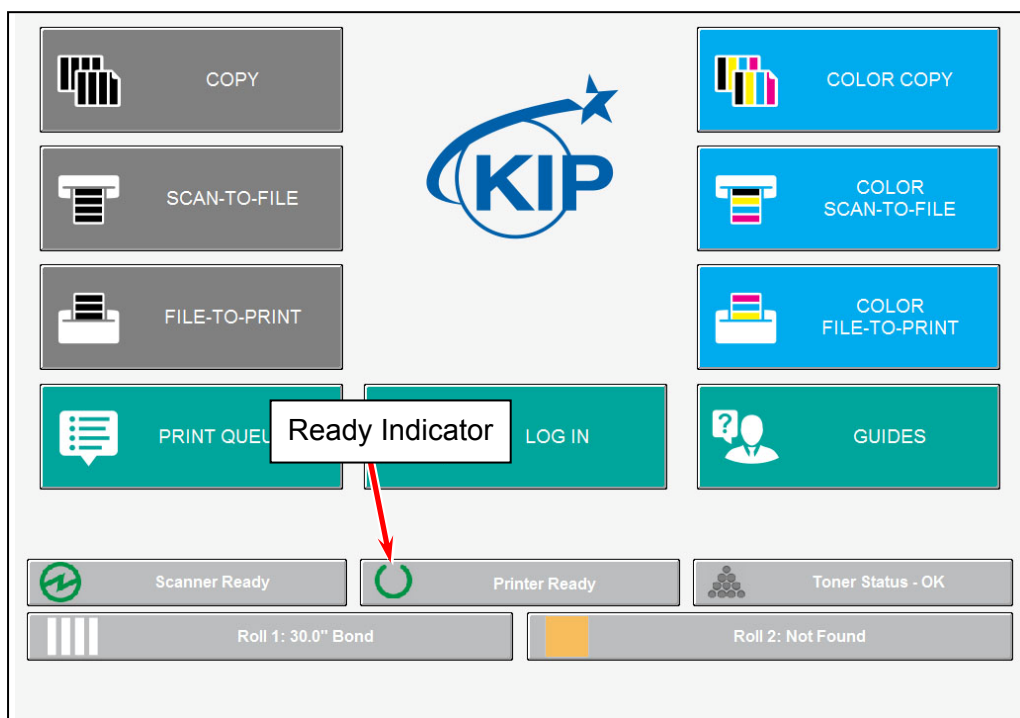 COPY
KIP
COLOR COPY
SCAN-TO-FILE
COLOR
SCAN-TO-FILE
FILE-TO-PRINT
COLOR
FILE-TO-PRINT
PRINT QUEU
Ready Indicator
LOG IN
?
GUIDES
Scanner Ready
Printer Ready
Toner Status - OK
Roll 1: 30.0" Bond
Roll 2: Not Found